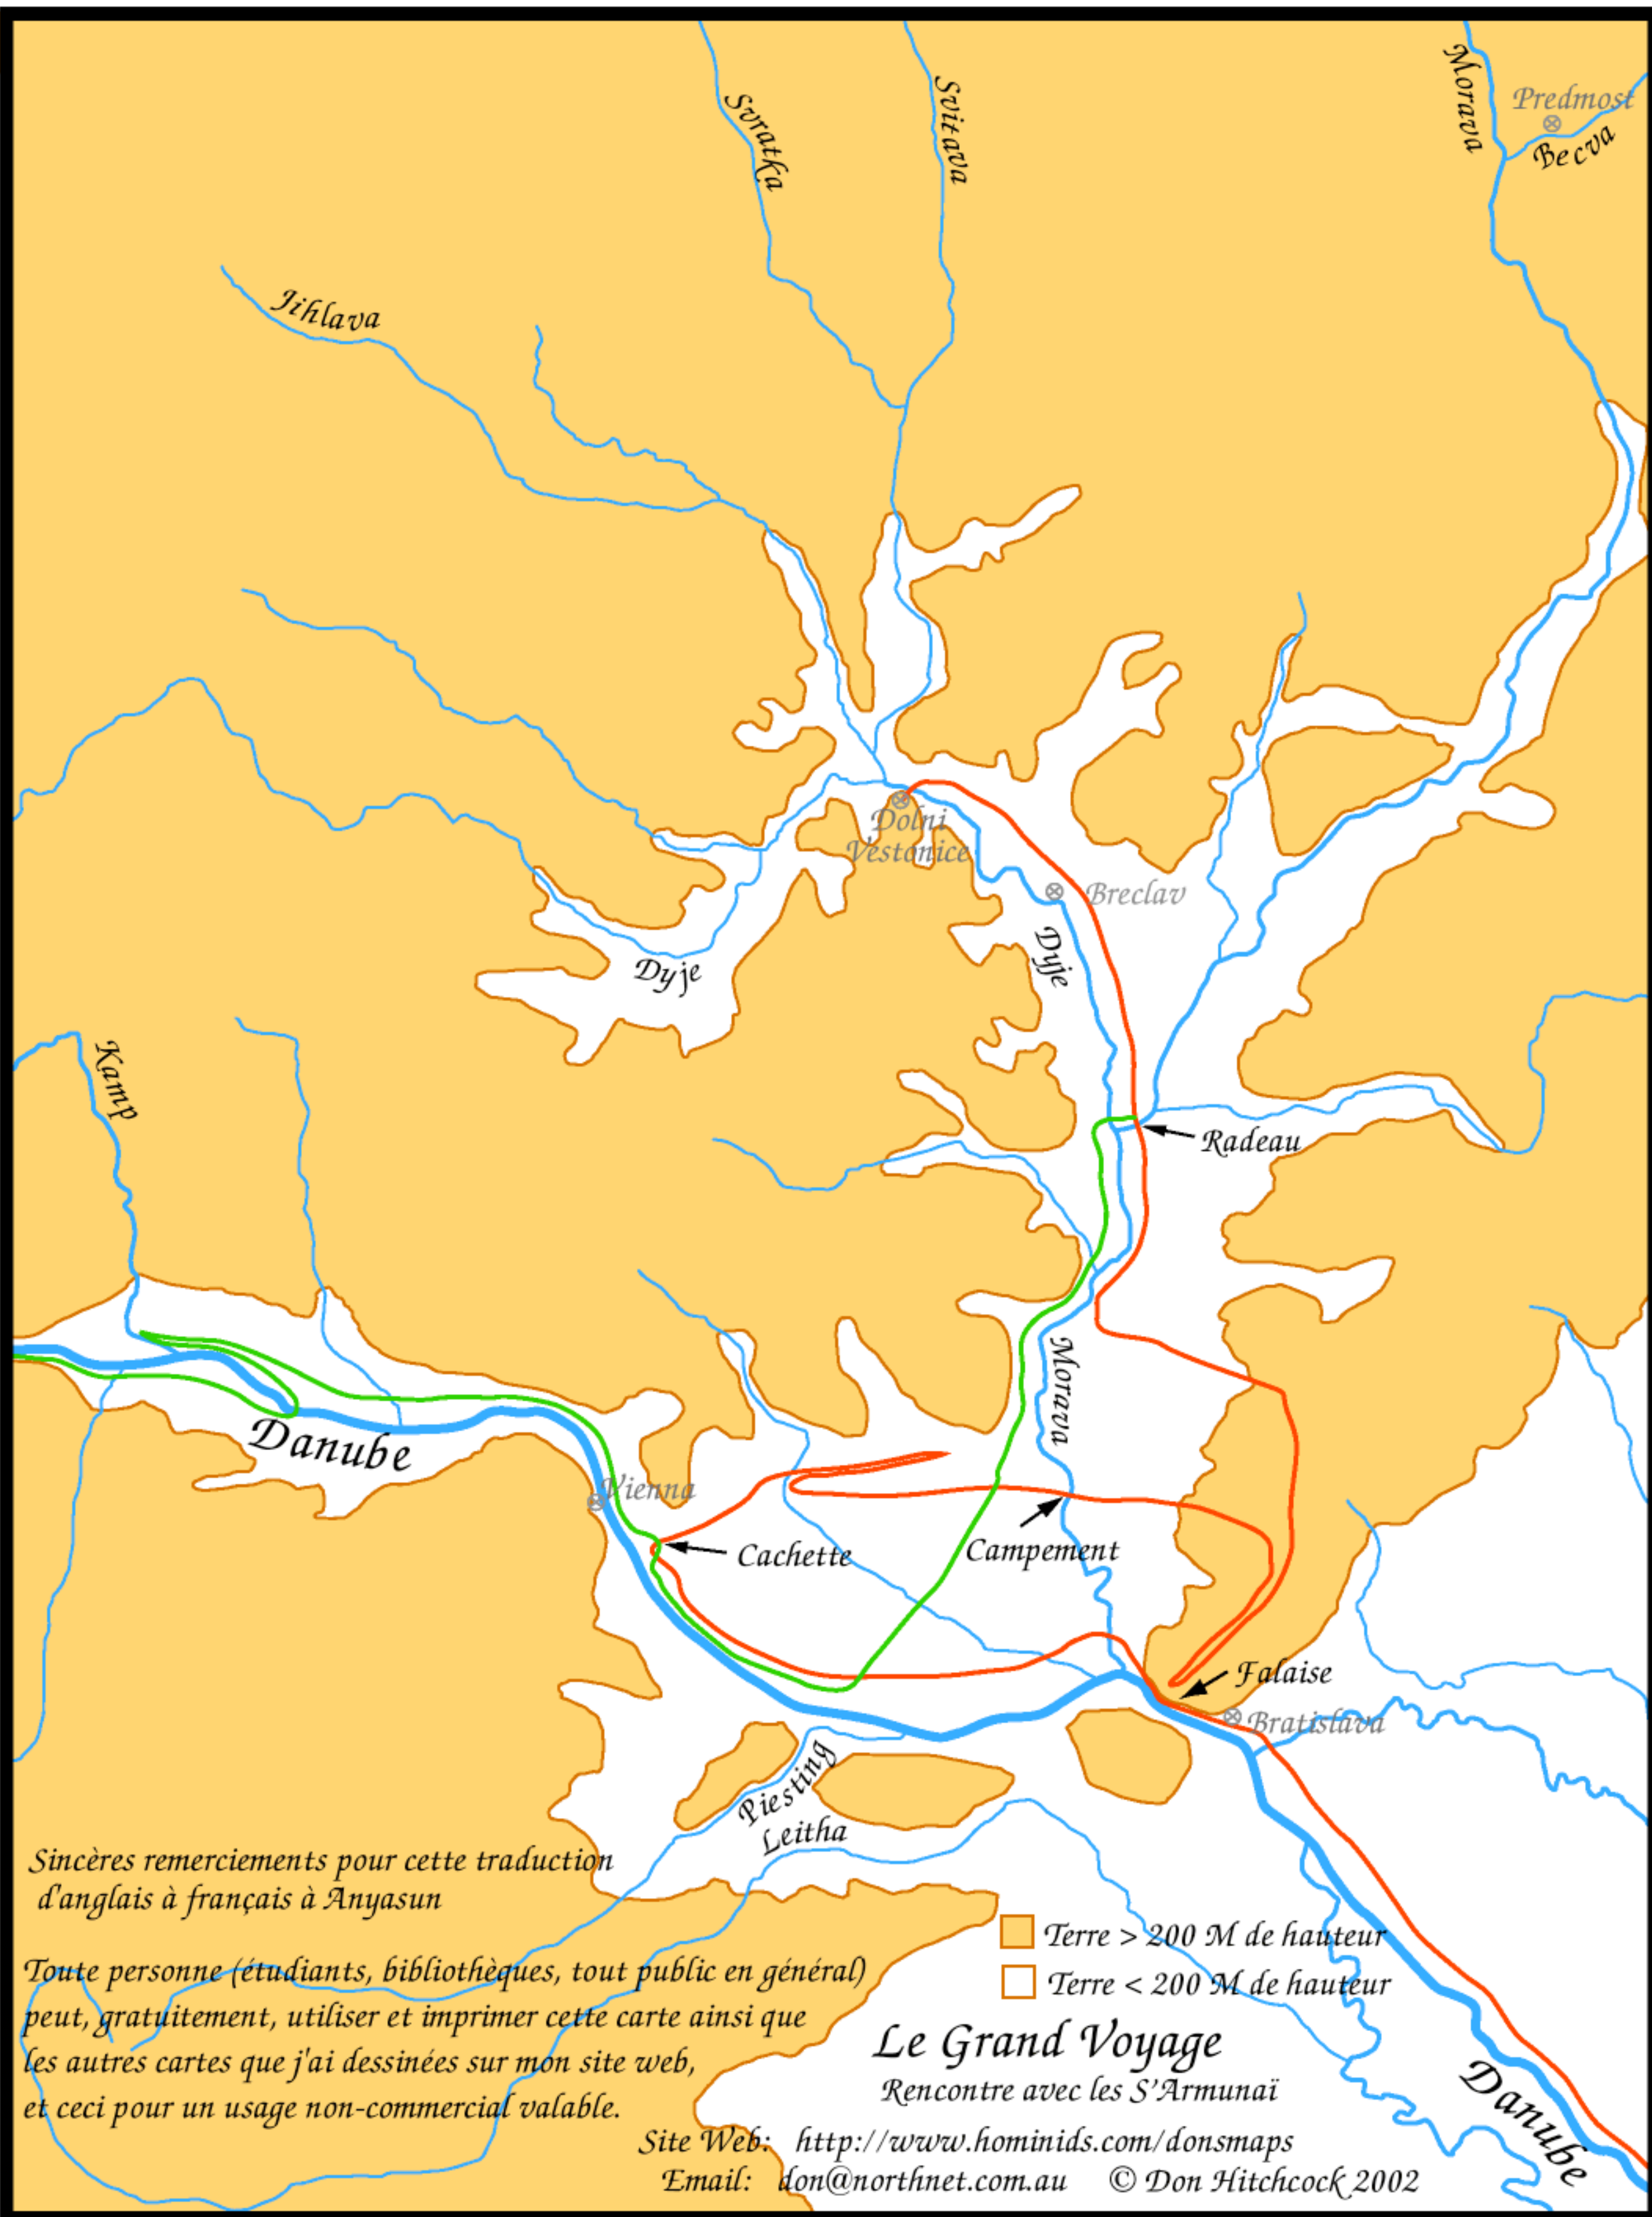 Svratka
Svitava
Morava
Predmost
Becva
Jihlava
Dolni
Vestonice
Breclav
Dyje
Dyje
Kamp
Radeau
Morava
Danube
Vienna
Cachette
Campement
Falaise
Bratislava
Piesting
Leitha
Sincères remerciements pour cette traduction
d'anglais à français à Anyasun
Terre > 200 M de hauteur
Terre < 200 M de hauteur
Toute personne (étudiants, bibliothèques, tout public en général)
peut, gratuitement, utiliser et imprimer cette carte ainsi que
les autres cartes que j'ai dessinées sur mon site web,
et ceci pour un usage non-commercial valable.
Le Grand Voyage
Rencontre avec les S'Armunaï
Danube
Site Web: http://www.hominids.com/donsmaps
Email: don@northnet.com.au © Don Hitchcock 2002